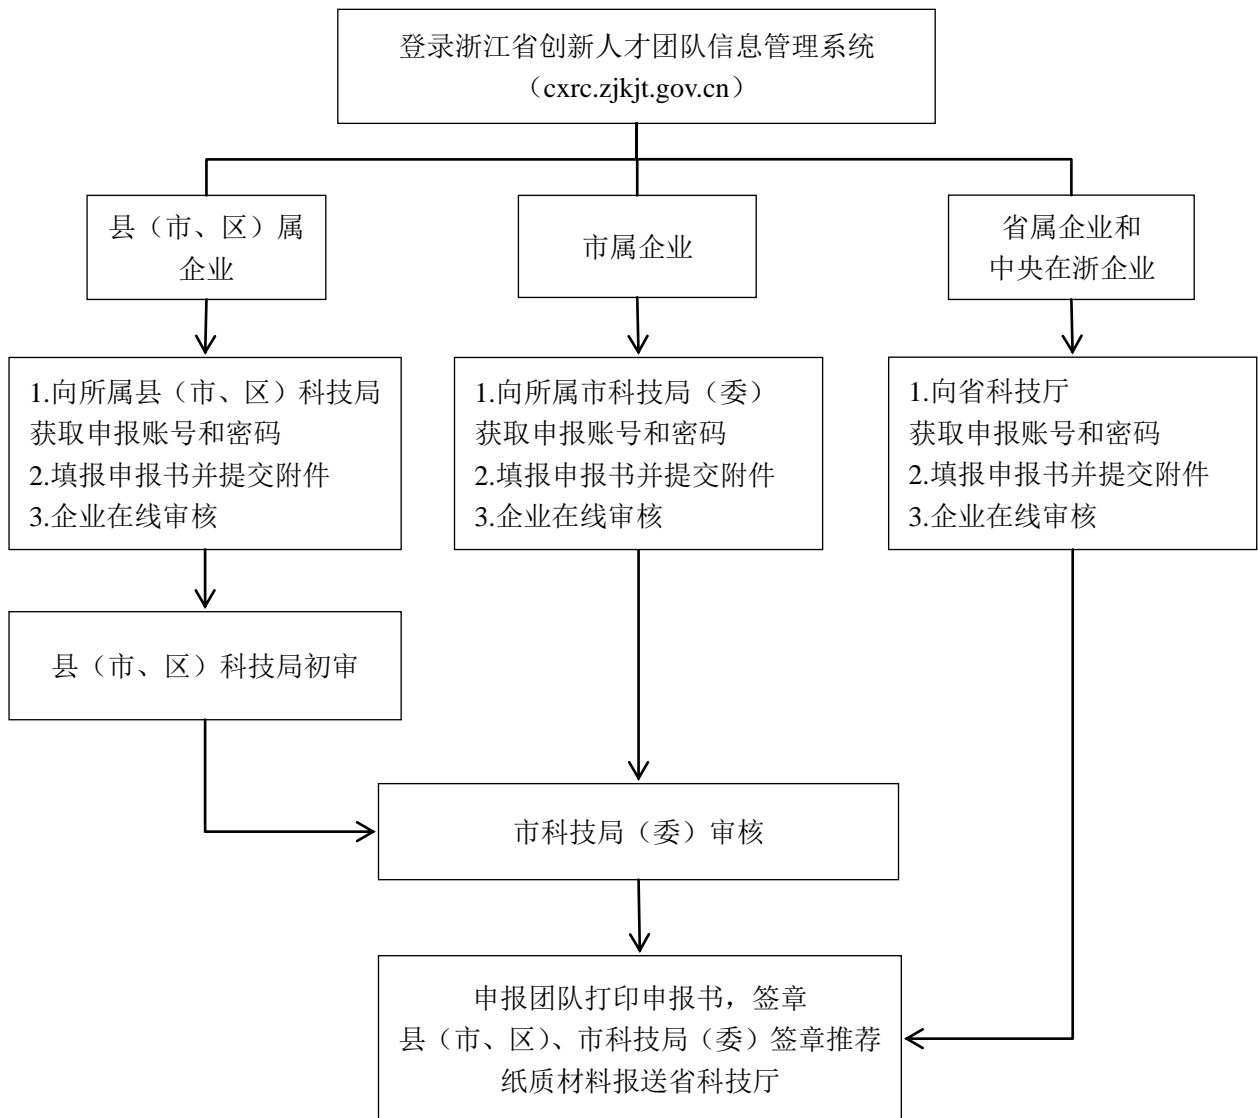 登录浙江省创新人才团队信息管理系统
（cxrc.zjkjt.gov.cn）
县（市、区）属
企业
市属企业
省属企业和
中央在浙企业
1.向所属县（市、区）科技局
获取申报账号和密码
2.填报申报书并提交附件
3.企业在线审核
1.向所属市科技局（委）
获取申报账号和密码
2.填报申报书并提交附件
3.企业在线审核
1.向省科技厅
获取申报账号和密码
2.填报申报书并提交附件
3.企业在线审核
县（市、区）科技局初审
市科技局（委）审核
申报团队打印申报书，签章
县（市、区）、市科技局（委）签章推荐
纸质材料报送省科技厅